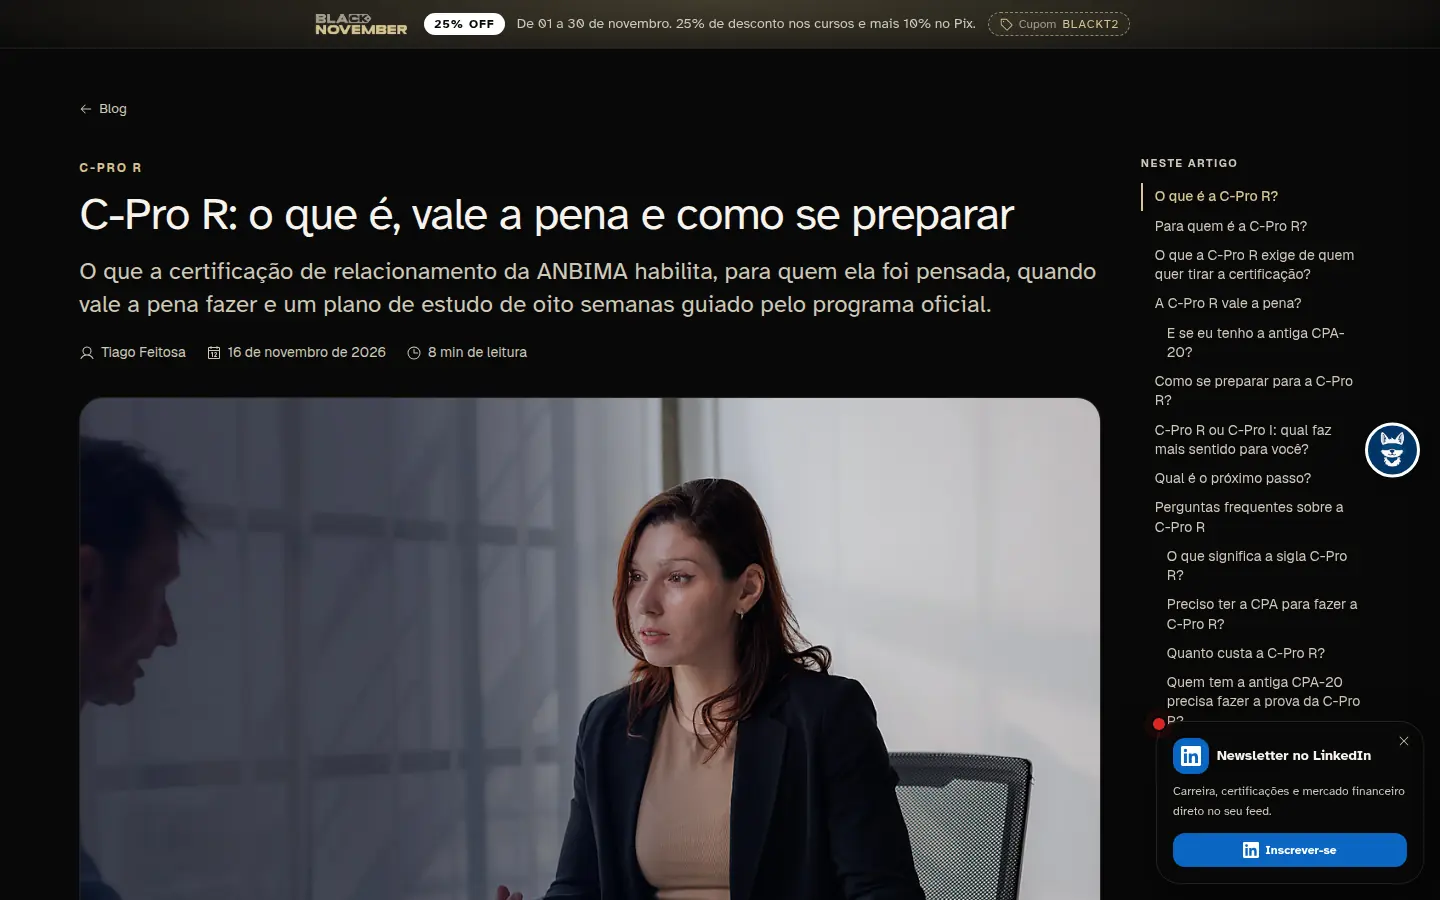 BLACK
NOVEMBER
25% OFF
De 01 a 30 de novembro. 25% de desconto nos cursos e mais 10% no Pix.
Cupom BLACKT2
Blog
C-PRO R
C-Pro R: o que é, vale a pena e como se preparar
O que a certificação de relacionamento da ANBIMA habilita, para quem ela foi pensada, quando
vale a pena fazer e um plano de estudo de oito semanas guiado pelo programa oficial.
Tiago Feitosa
16 de novembro de 2026
8 min de leitura
NESTE ARTIGO
O que é a C-Pro R?
Para quem é a C-Pro R?
O que a C-Pro R exige de quem
quer tirar a certificação?
A C-Pro R vale a pena?
E se eu tenho a antiga CPA-
20?
Como se preparar para a C-Pro
R?
C-Pro R ou C-Pro I: qual faz
mais sentido para você?
Qual é o próximo passo?
Perguntas frequentes sobre a
C-Pro R
O que significa a sigla C-Pro
R?
Preciso ter a CPA para fazer a
C-Pro R?
Quanto custa a C-Pro R?
Quem tem a antiga CPA-20
precisa fazer a prova da C-Pro
R?
Newsletter no LinkedIn
Carreira, certificações e mercado financeiro
direto no seu feed.
Inscrever-se